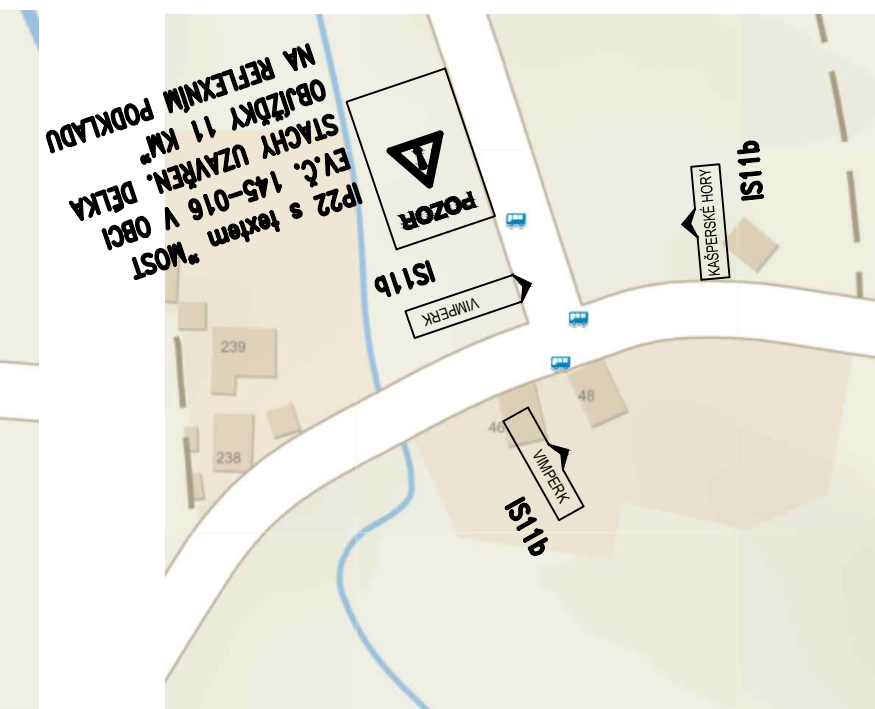 IP22 s textem "MOST
EV.Č. 145-016 V OBCI
STACHY UZAVŘEN. DÉLKA
OBJÍŽĎKY 11 KM"
NA REFLEXNÍM PODKLADU
POZOR
IS11b
VIMPERK
IS11b
KAŠPERSKÉ HORY
VIMPERK
IS11b
239
238
46
48